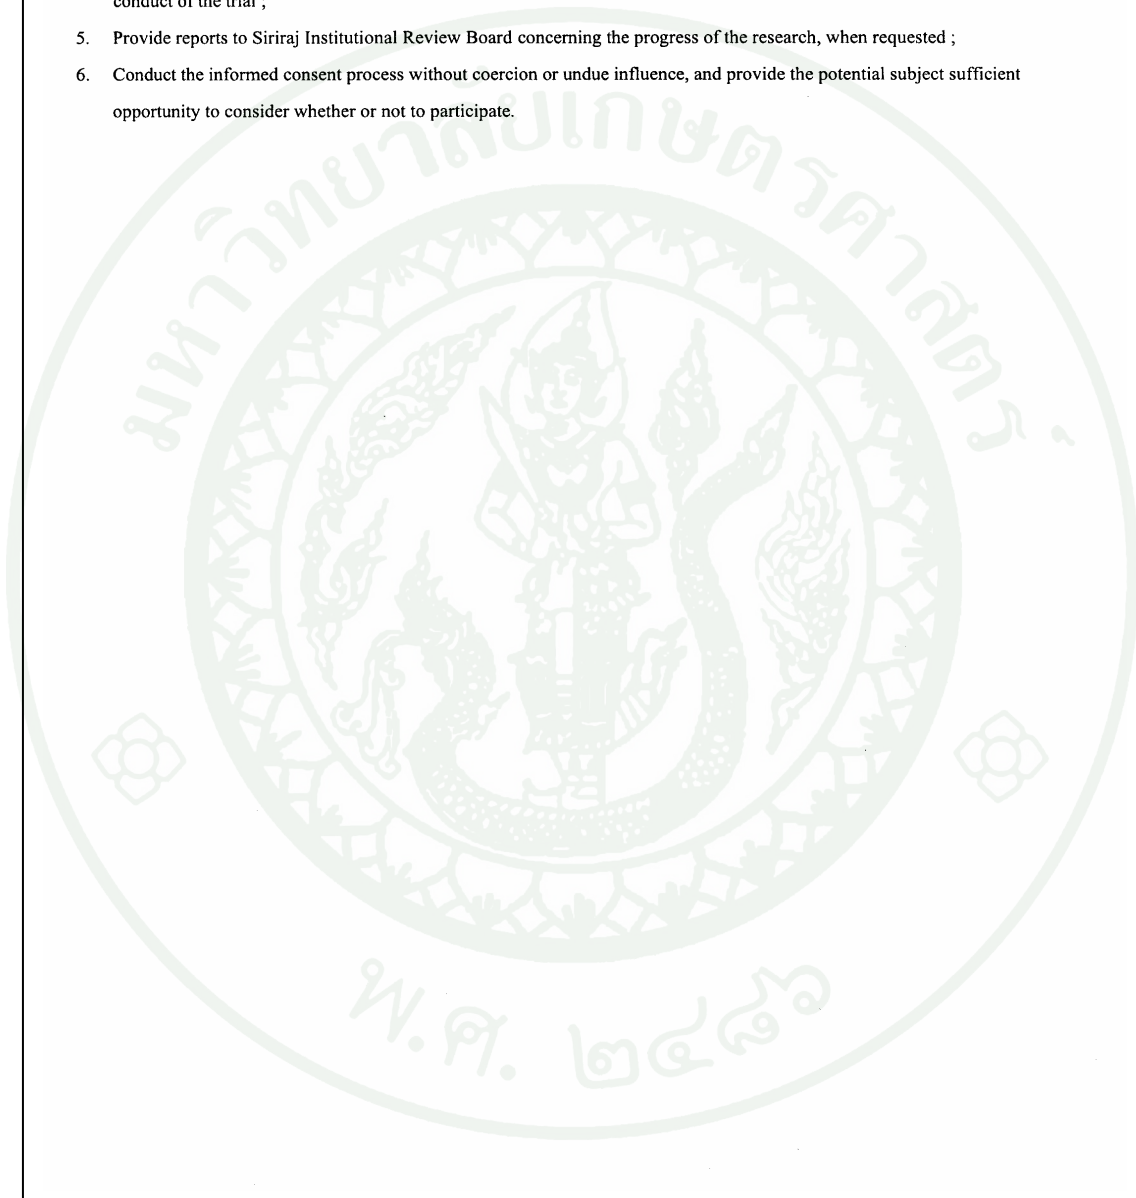 conduct of the trial ;
5. Provide reports to Siriraj Institutional Review Board concerning the progress of the research, when requested ;
6. Conduct the informed consent process without coercion or undue influence, and provide the potential subject sufficient
opportunity to consider whether or not to participate.
มหาวิทยาลัยเกษตรศาสตร์
พ.ศ. ๒๔๘๖